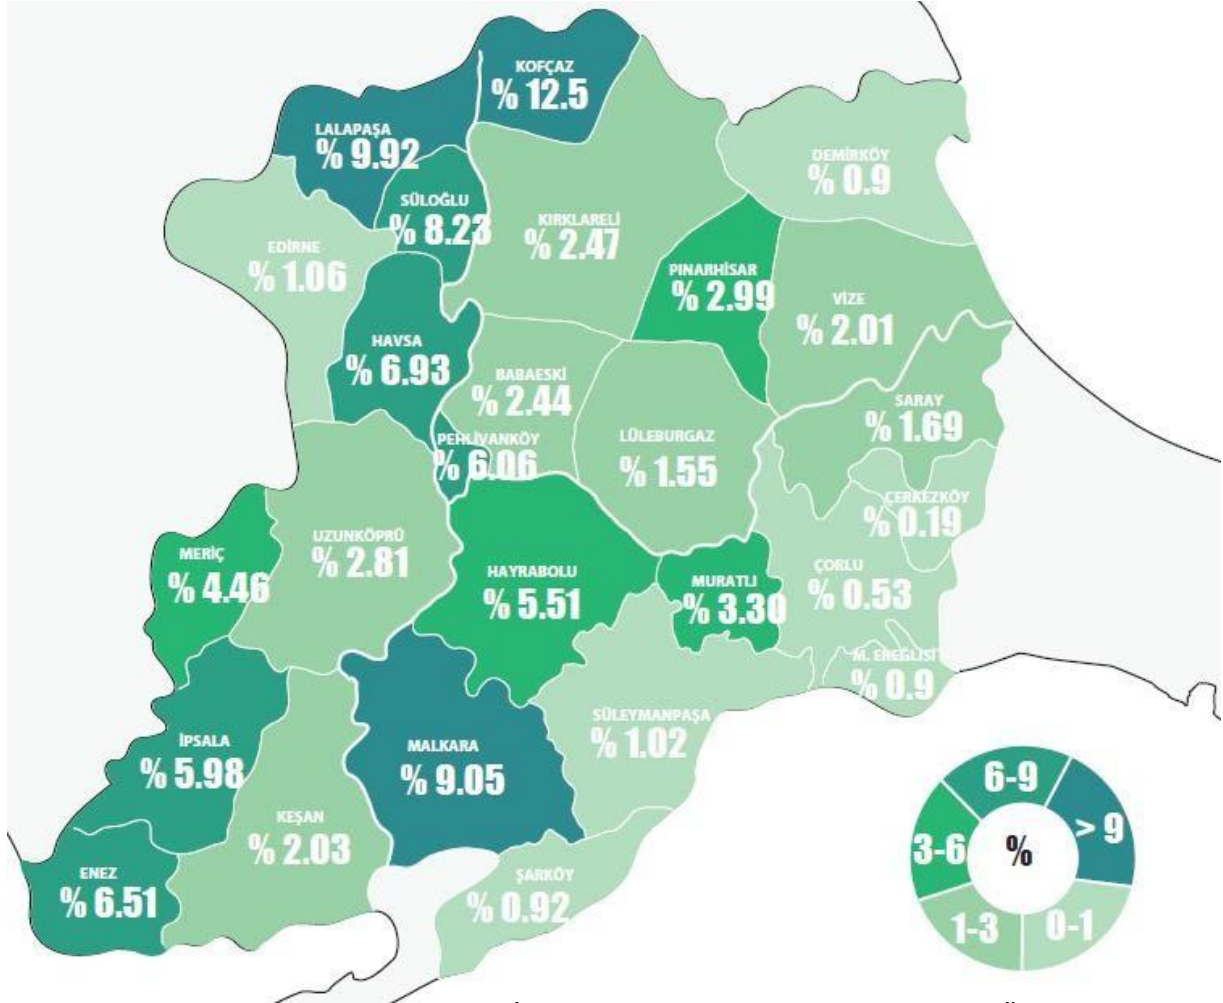 KOFÇAZ
% 12.5
LALAPAŞA
% 9.92
DEMİRKÖY
% 0.9
SÜLOĞLU
% 8.23
KIRKLARELİ
% 2.47
EDİRNE
% 1.06
PINARHİSAR
% 2.99
VİZE
% 2.01
HAVSA
% 6.93
BABAESKİ
% 2.44
SARAY
% 1.69
PEHLİVANKÖY
% 6.06
LÜLEBURGAZ
% 1.55
ÇERKEZKÖY
% 0.19
UZUNKÖPRÜ
% 2.81
MERİÇ
% 4.46
HAYRABOLU
% 5.51
MURATLI
% 3.30
ÇORLU
% 0.53
M. EREĞLİSİ
% 0.9
SÜLEYMANPAŞA
% 1.02
İPSALA
% 5.98
MALKARA
% 9.05
KEŞAN
% 2.03
ENEZ
% 6.51
ŞARKÖY
% 0.92
6-9
> 9
3-6
%
1-3
0-1